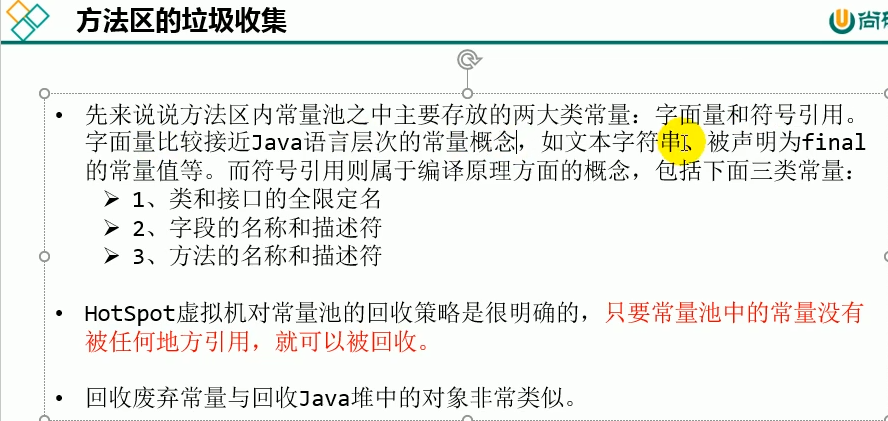 方法区的垃圾收集
尚
• 先来说说方法区内常量池之中主要存放的两大类常量：字面量和符号引用。
字面量比较接近Java语言层次的常量概念，如文本字符串、被声明为final
的常量值等。而符号引用则属于编译原理方面的概念，包括下面三类常量：
➢ 1、类和接口的全限定名
➢ 2、字段的名称和描述符
➢ 3、方法的名称和描述符
• HotSpot虚拟机对常量池的回收策略是很明确的，只要常量池中的常量没有
被任何地方引用，就可以被回收。
• 回收废弃常量与回收Java堆中的对象非常类似。